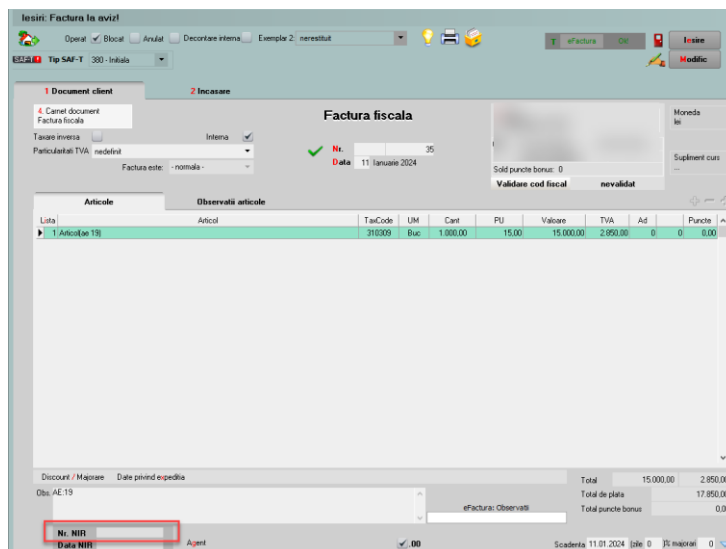 Iesiri: Factura la aviz!
Operat Blocat Anulat Decontare interna Exemplar 2: nerestituit T eFactura OK Iesire
SAFT Tip SAF-T 380 - Initiala Modific
1 Document client 2 Incasare
4. Carnet document
Factura fiscala
Factura fiscala
Moneda
lei
Taxare inversa Interna
Nr. 35
Particularitati TVA nedefinit
Data 11 Ianuarie 2024
Supliment curs
---
Factura este: - normala -
Sold puncte bonus: 0
Validare cod fiscal nevalidat
Articole Observatii articole
Lista Articol TaxCode UM Cant PU Valoare TVA Ad Puncte
1 Articol(ae 19) 310309 Buc 1.000,00 15,00 15.000,00 2.850,00 0 0 0,00
Discount / Majorare Date privind expeditia
Total 15.000,00 2.850,00
Obs. AE:19
Total de plata 17.850,00
eFactura: Observatii
Total puncte bonus 0,0
Nr. NIR
Data NIR Agent .00 Scadenta 11.01.2024 (zile 0 )% majorari 0